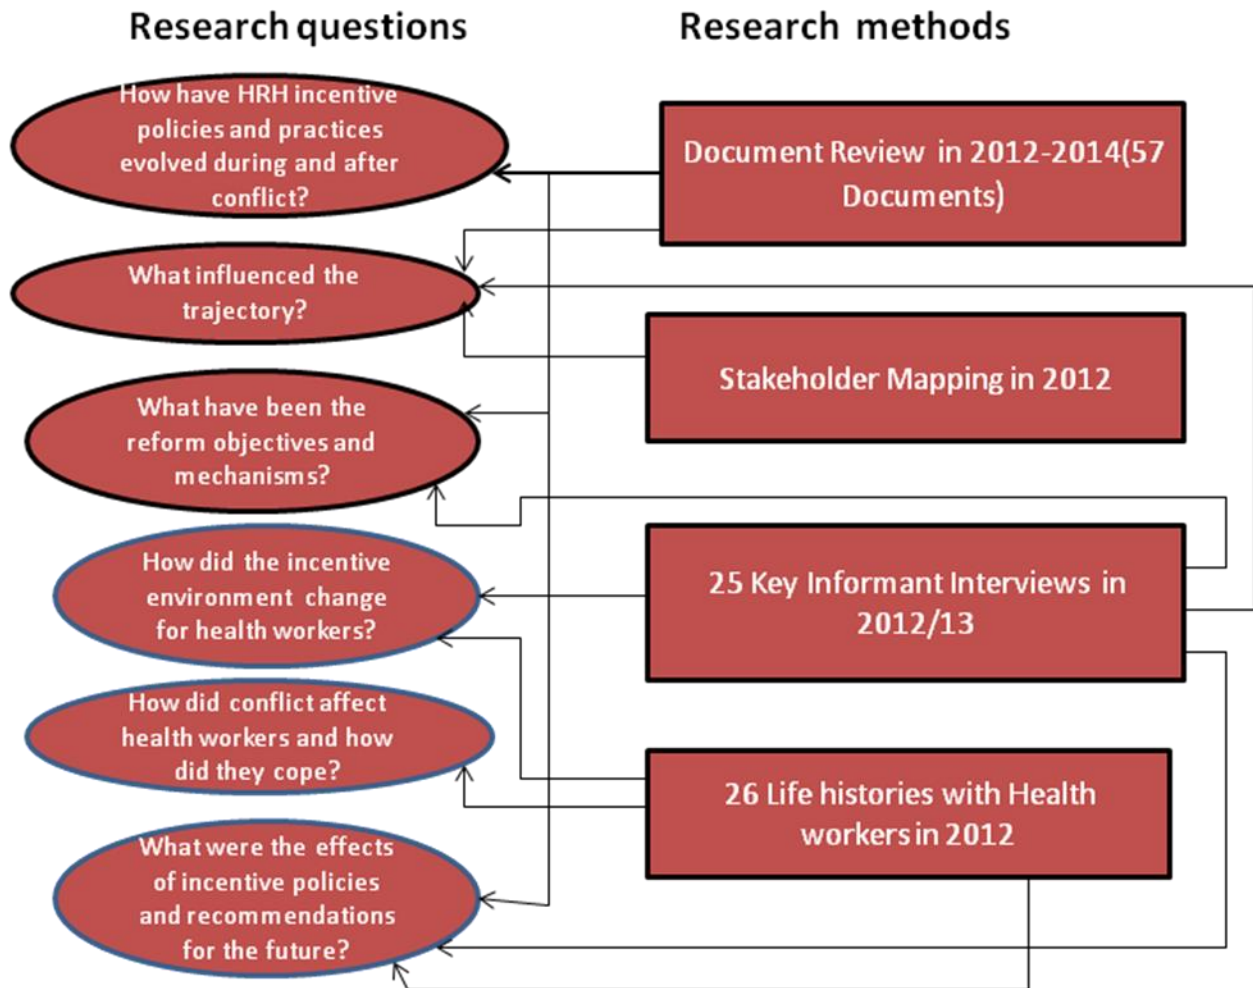 Research questions
Research methods
How have HRH incentive
policies and practices
evolved during and after
conflict?
What influenced the
trajectory?
What have been the
reform objectives and
mechanisms?
How did the incentive
environment change
for health workers?
How did conflict affect
health workers and how
did they cope?
What were the effects
of incentive policies
and recommendations
for the future?
Document Review in 2012-2014(57
Documents)
Stakeholder Mapping in 2012
25 Key Informant Interviews in
2012/13
26 Life histories with Health
workers in 2012